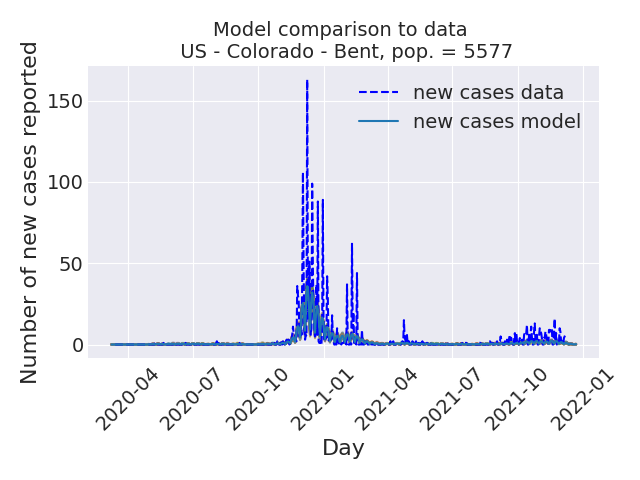 Model comparison to data
US - Colorado - Bent, pop. = 5577
Number of new cases reported
150
100
50
0
new cases data
new cases model
2020-04
2020-07
2020-10
2021-01
2021-04
2021-07
2021-10
2022-01
Day